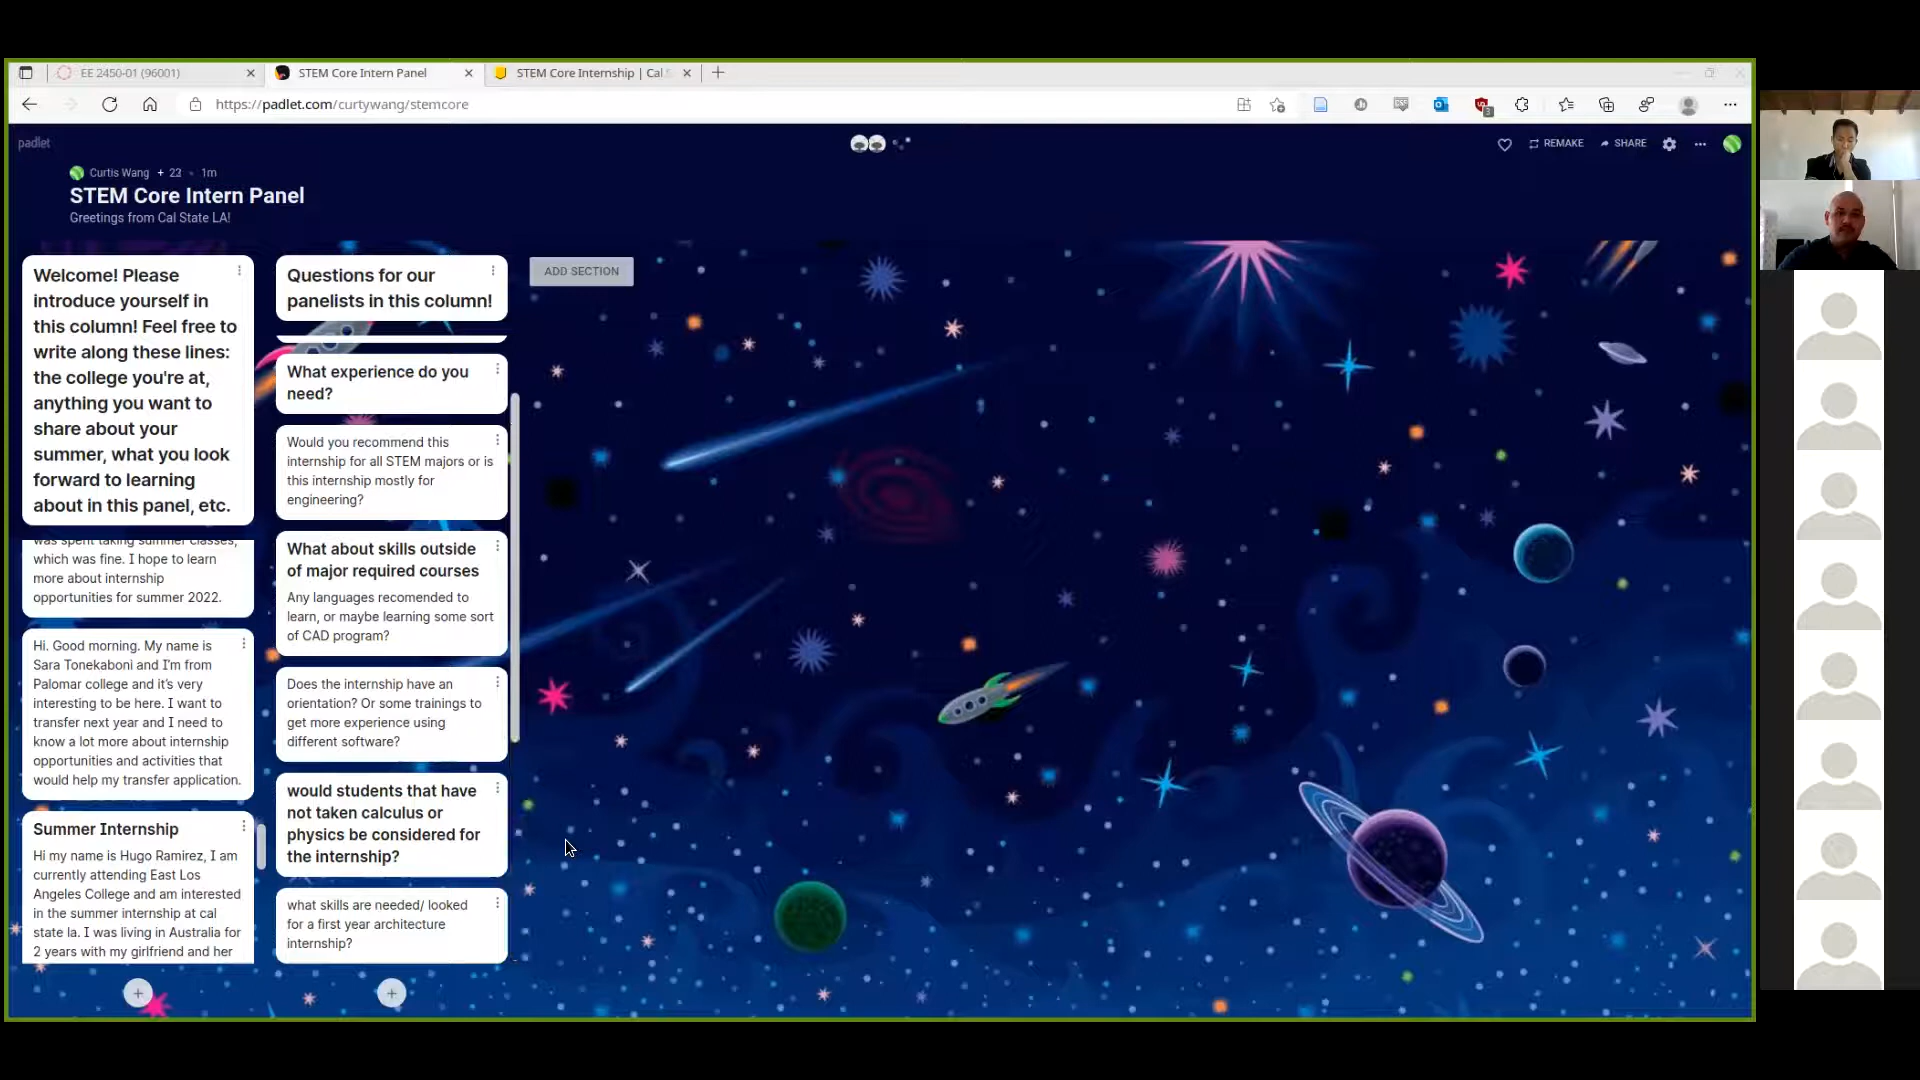 EE 2450-01 (96001)
STEM Core Intern Panel
STEM Core Internship | Cal S
https://padlet.com/curtywang/stemcore
3
padlet
REMAKE
SHARE
Curtis Wang + 22 • 1m
STEM Core Intern Panel
Greetings from Cal State LA!
Welcome! Please
introduce yourself in
this column! Feel free to
write along these lines:
the college you're at,
anything you want to
share about your
summer, what you look
forward to learning
about in this panel, etc.
was spent taking summer classes,
which was fine. I hope to learn
more about internship
opportunities for summer 2022.
Hi. Good morning. My name is
Sara Tonekaboni and I'm from
Palomar college and it's very
interesting to be here. I want to
transfer next year and I need to
know a lot more about internship
opportunities and activities that
would help my transfer application.
Summer Internship
Hi my name is Hugo Ramirez, I am
currently attending East Los
Angeles College and am interested
in the summer internship at cal
state la. I was living in Australia for
2 years with my girlfriend and her
Questions for our
panelists in this column!
What experience do you
need?
Would you recommend this
internship for all STEM majors or is
this internship mostly for
engineering?
What about skills outside
of major required courses
Any languages recomended to
learn, or maybe learning some sort
of CAD program?
Does the internship have an
orientation? Or some trainings to
get more experience using
different software?
would students that have
not taken calculus or
physics be considered for
the internship?
what skills are needed/ looked
for a first year architecture
internship?
ADD SECTION